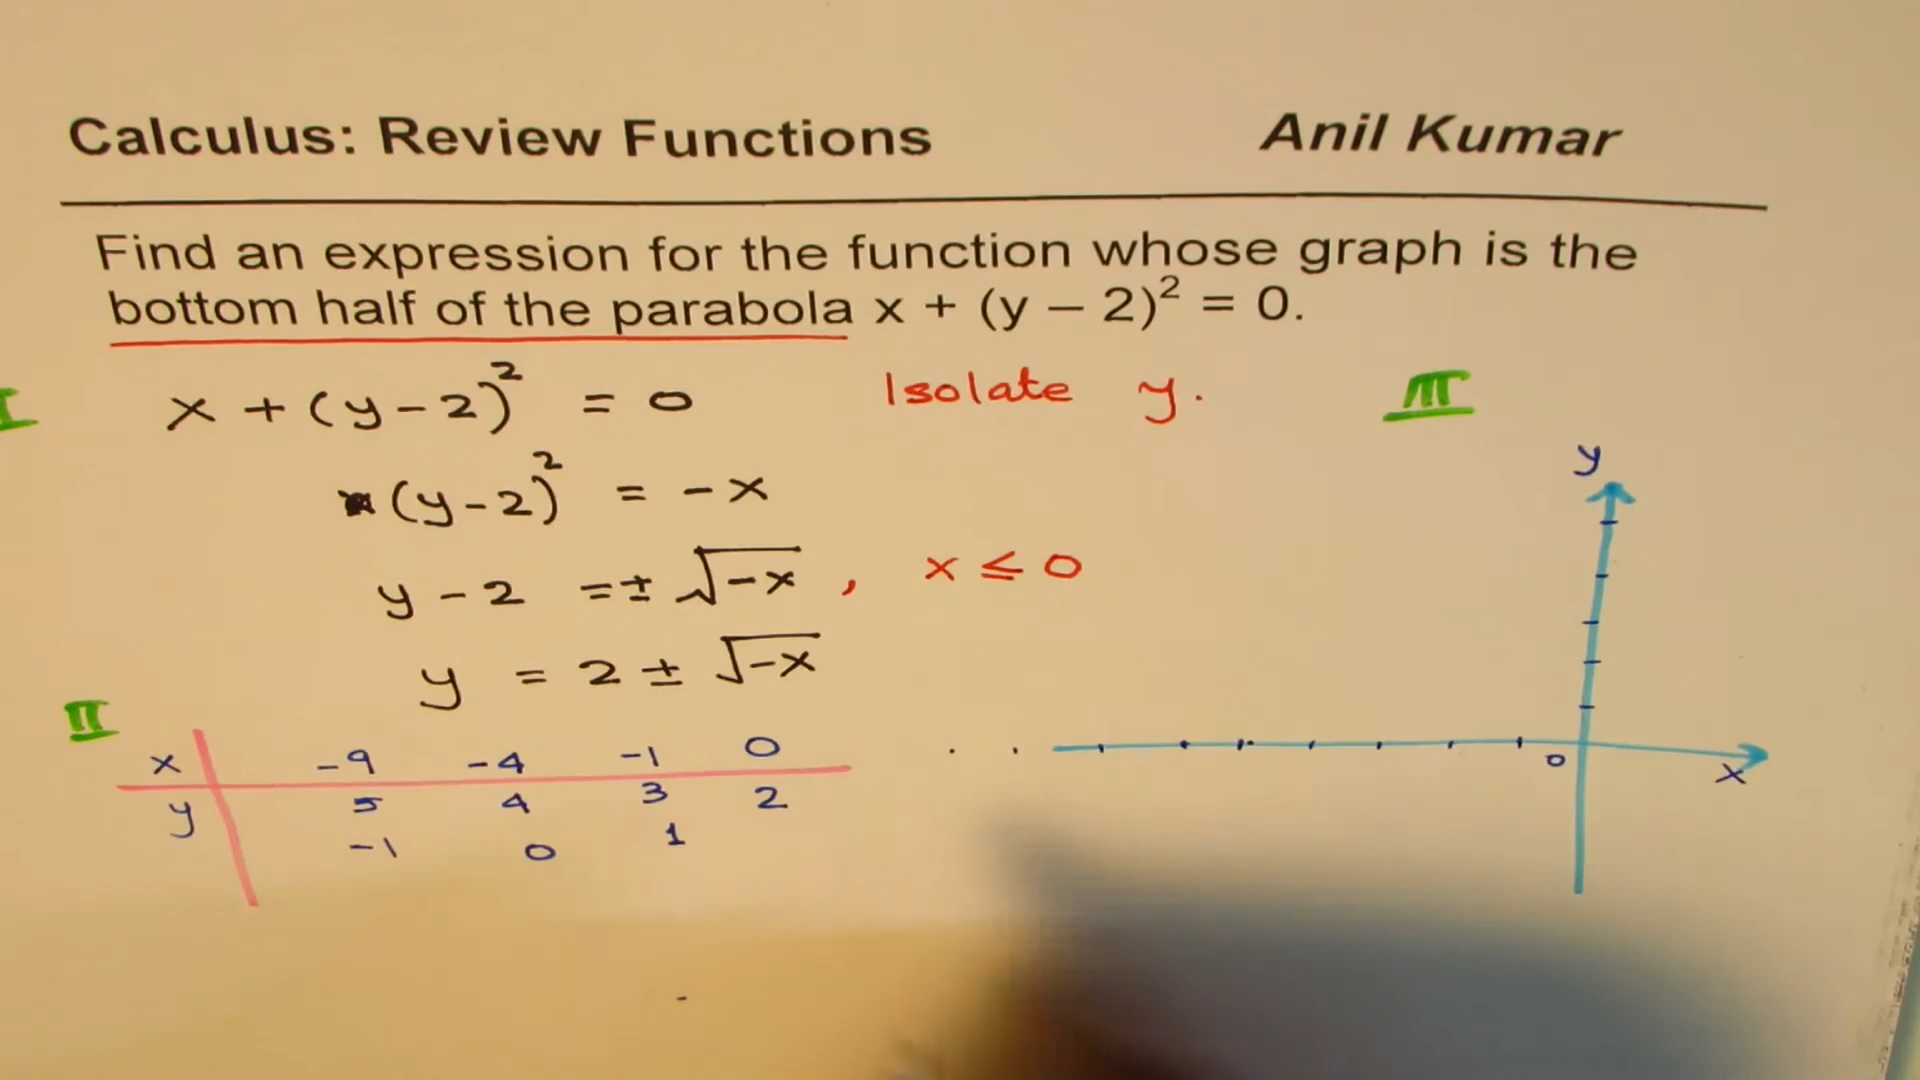 Calculus: Review Functions Anil Kumar
Find an expression for the function whose graph is the
bottom half of the parabola x + (y – 2)² = 0.
I x + (y - 2)² = 0 Isolate y. III
(y - 2)² = - x
y - 2 = ± √-x , x ≤ 0
y = 2 ± √-x
II
x -9 -4 -1 0
y 5 4 3 2
-1 0 1
y
0
x